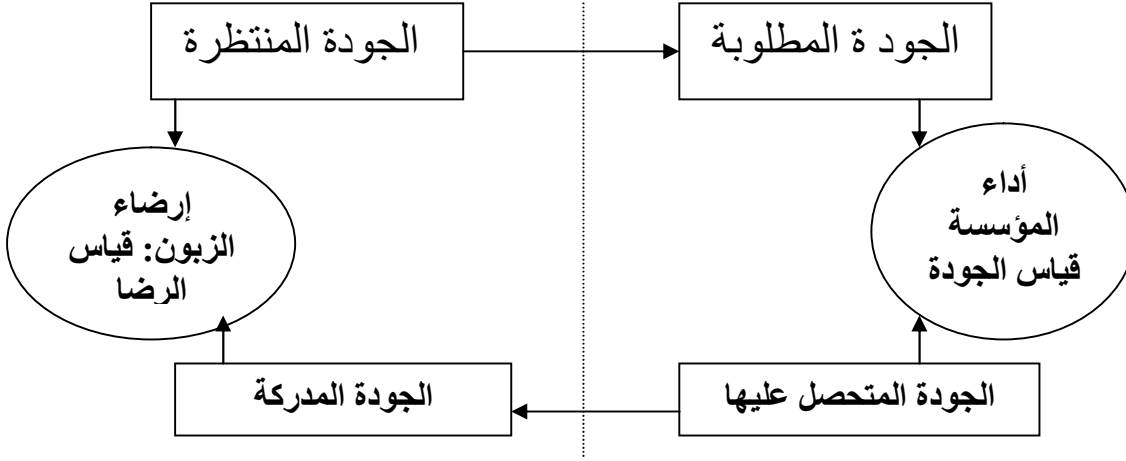 الجود ة المطلوبة
الجودة المنتظرة
أداء
المؤسسة
قياس الجودة
إرضاء
الزبون: قياس
الرضا
الجودة المتحصل عليها
الجودة المدركة